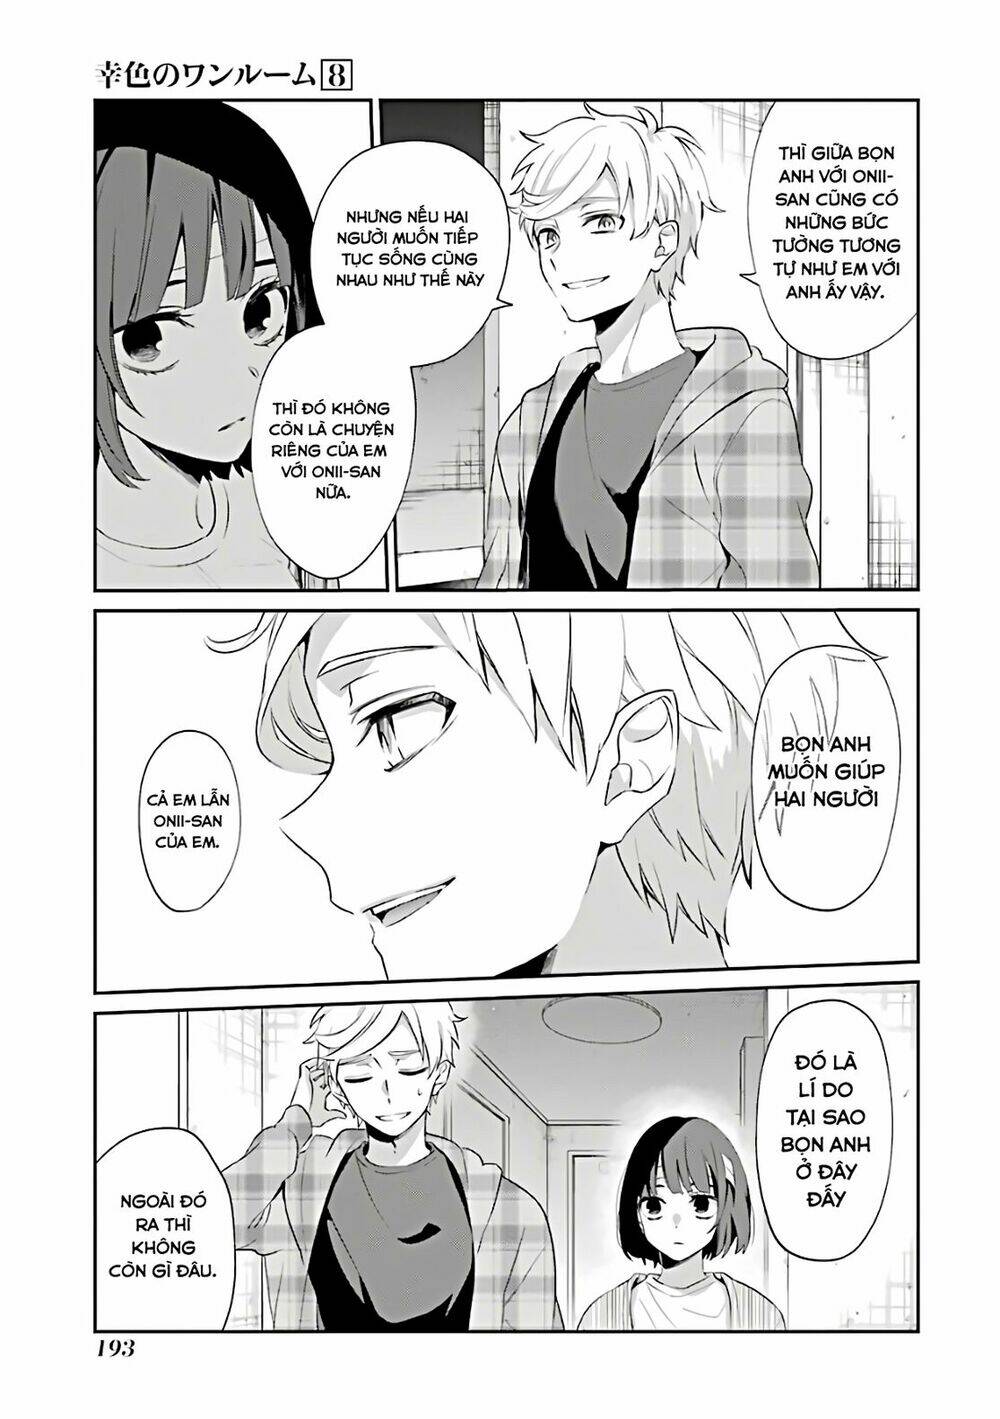 幸色のワンルーム 8
THÌ GIỮA BỌN
ANH VỚI ONII-
SAN CŨNG CÓ
NHỮNG BỨC
TƯỜNG TƯƠNG
TỰ NHƯ EM VỚI
ANH ẤY VẬY.
NHƯNG NẾU HAI
NGƯỜI MUỐN TIẾP
TỤC SỐNG CÙNG
NHAU NHƯ THẾ NÀY
THÌ ĐÓ KHÔNG
CÒN LÀ CHUYỆN
RIÊNG CỦA EM
VỚI ONII-SAN
NỮA.
BỌN ANH
MUỐN GIÚP
HAI NGƯỜI
CẢ EM LẪN
ONII-SAN
CỦA EM.
ĐÓ LÀ
LÍ DO
TẠI SAO
BỌN ANH
Ở ĐÂY
ĐẤY
NGOÀI ĐÓ
RA THÌ
KHÔNG
CÒN GÌ ĐÂU.
193